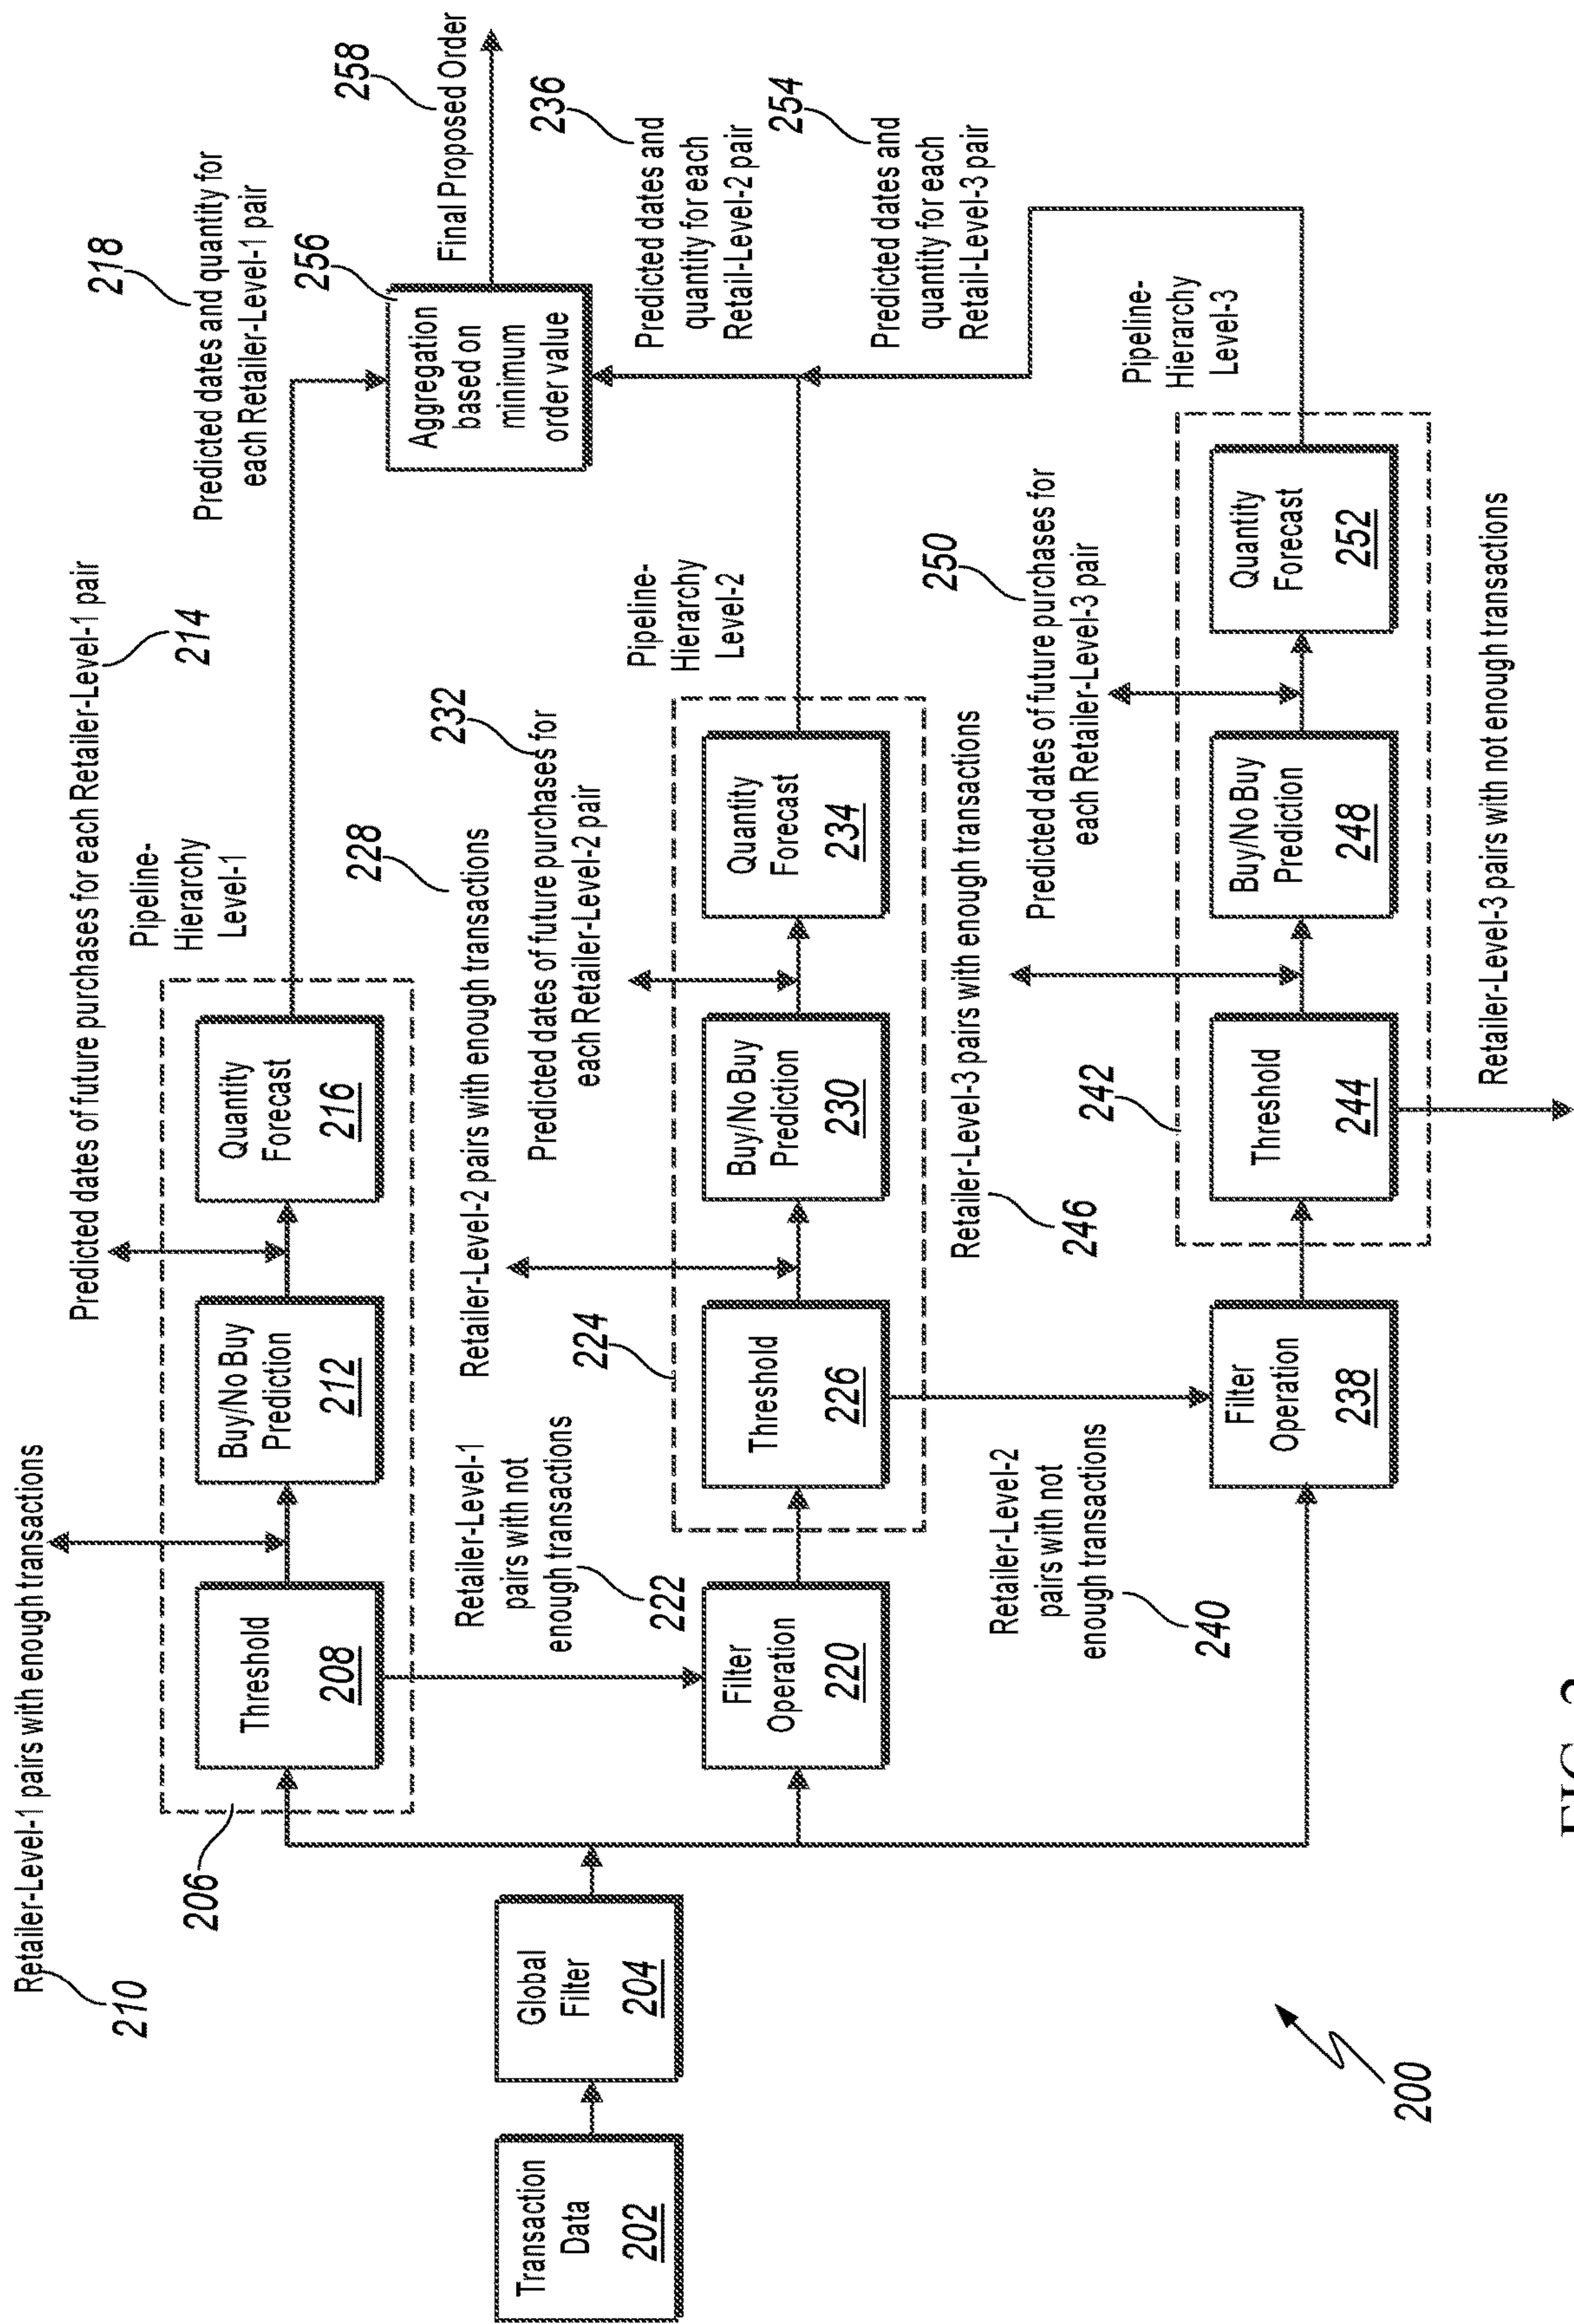 Retailer-Level-1 pairs with enough transactions
210
Predicted dates of future purchases for each Retailer-Level-1 pair
214
Predicted dates and quantity for
each Retailer-Level-1 pair
218
Pipeline-
Hierarchy
Level-1
206
Threshold
208
Buy/No Buy
Prediction
212
Quantity
Forecast
216
Aggregation
based on
minimum
order value
256
Final Proposed Order
258
Transaction
Data
202
Global
Filter
204
Retailer-Level-1
pairs with not
enough transactions
222
Retailer-Level-2 pairs with enough transactions
228
Predicted dates of future purchases for
each Retailer-Level-2 pair
232
Pipeline-
Hierarchy
Level-2
Predicted dates and
quantity for each
Retail-Level-2 pair
236
224
Filter
Operation
220
Threshold
226
Buy/No Buy
Prediction
230
Quantity
Forecast
234
Predicted dates and
quantity for each
Retail-Level-3 pair
254
Retailer-Level-2
pairs with not
enough transactions
240
Retailer-Level-3 pairs with enough transactions
246
Predicted dates of future purchases for
each Retailer-Level-3 pair
250
Pipeline-
Hierarchy
Level-3
242
Filter
Operation
238
Threshold
244
Buy/No Buy
Prediction
248
Quantity
Forecast
252
Retailer-Level-3 pairs with not enough transactions
200